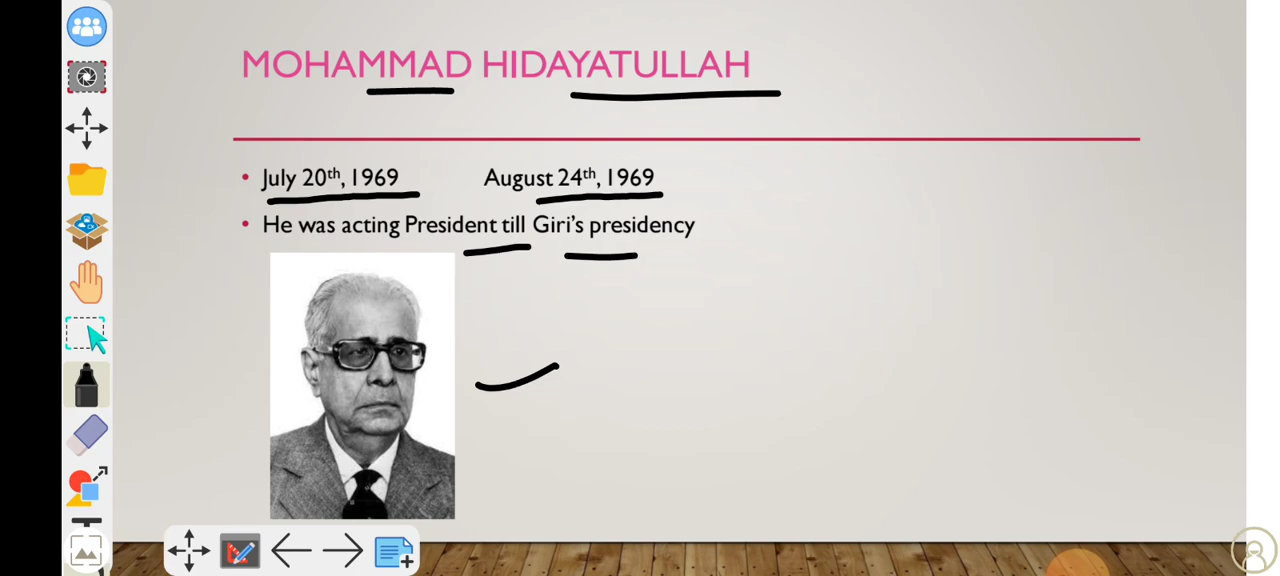 MOHAMMAD HIDAYATULLAH
• July 20th, 1969 August 24th, 1969
• He was acting President till Giri's presidency